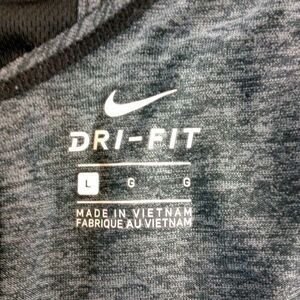 DRI-FIT
L G G
MADE IN VIETNAM
FABRIQUE AU VIETNAM